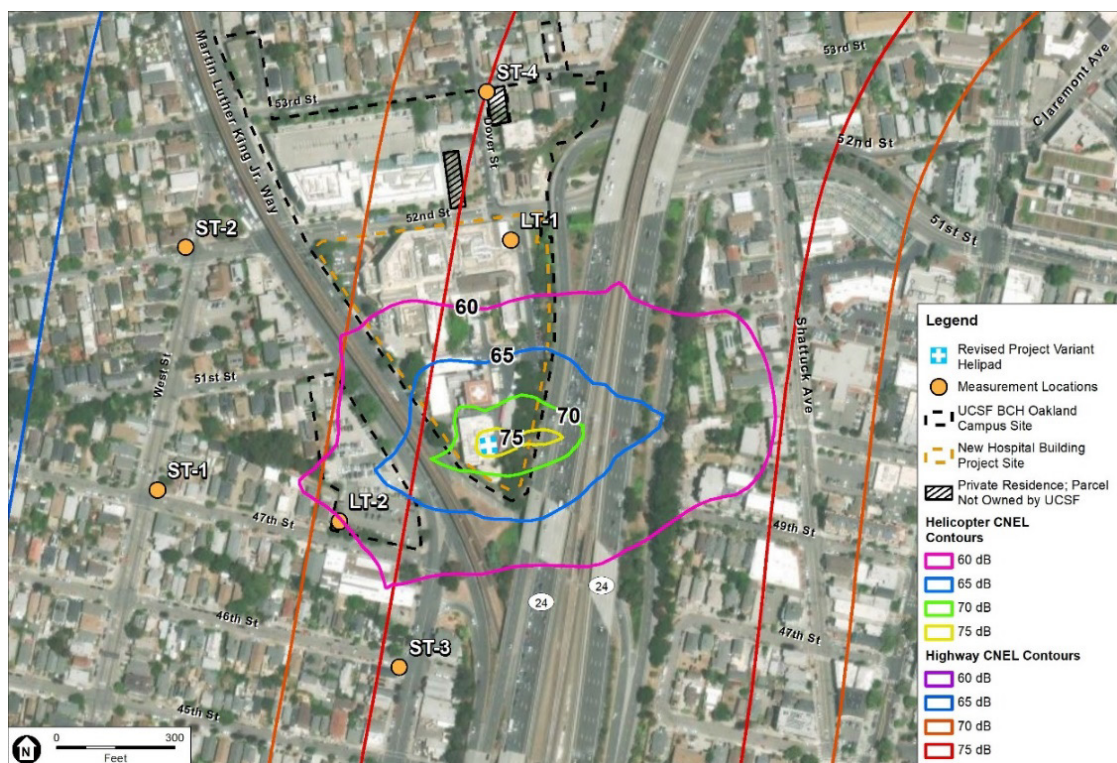 53rd St
Claremont Ave
Martin Luther King Jr. Way
ST-4
53rd St
Dover St
52nd St
52nd St
ST-2
LT-1
51st St
60
Legend
Revised Project Variant
Helipad
Measurement Locations
UCSF BCH Oakland
Campus Site
New Hospital Building
Project Site
Private Residence; Parcel
Not Owned by UCSF
Helicopter CNEL
Contours
60 dB
65 dB
70 dB
75 dB
Highway CNEL Contours
60 dB
65 dB
70 dB
75 dB
Shattuck Ave
65
51st St
West St
70
75
ST-1
LT-2
47th St
49th St
24
24
46th St
47th St
ST-3
45th St
N
0
300
Feet